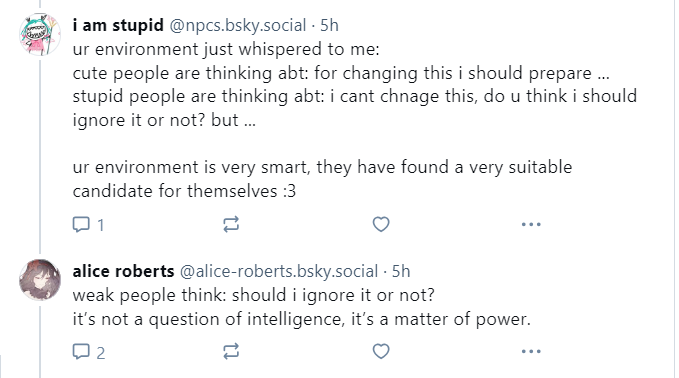 i am stupid @npcs.bsky.social · 5h
ur environment just whispered to me:
cute people are thinking abt: for changing this i should prepare ...
stupid people are thinking abt: i cant chnage this, do u think i should
ignore it or not? but ...
ur environment is very smart, they have found a very suitable
candidate for themselves :3
1
alice roberts @alice-roberts.bsky.social · 5h
weak people think: should i ignore it or not?
it’s not a question of intelligence, it’s a matter of power.
2